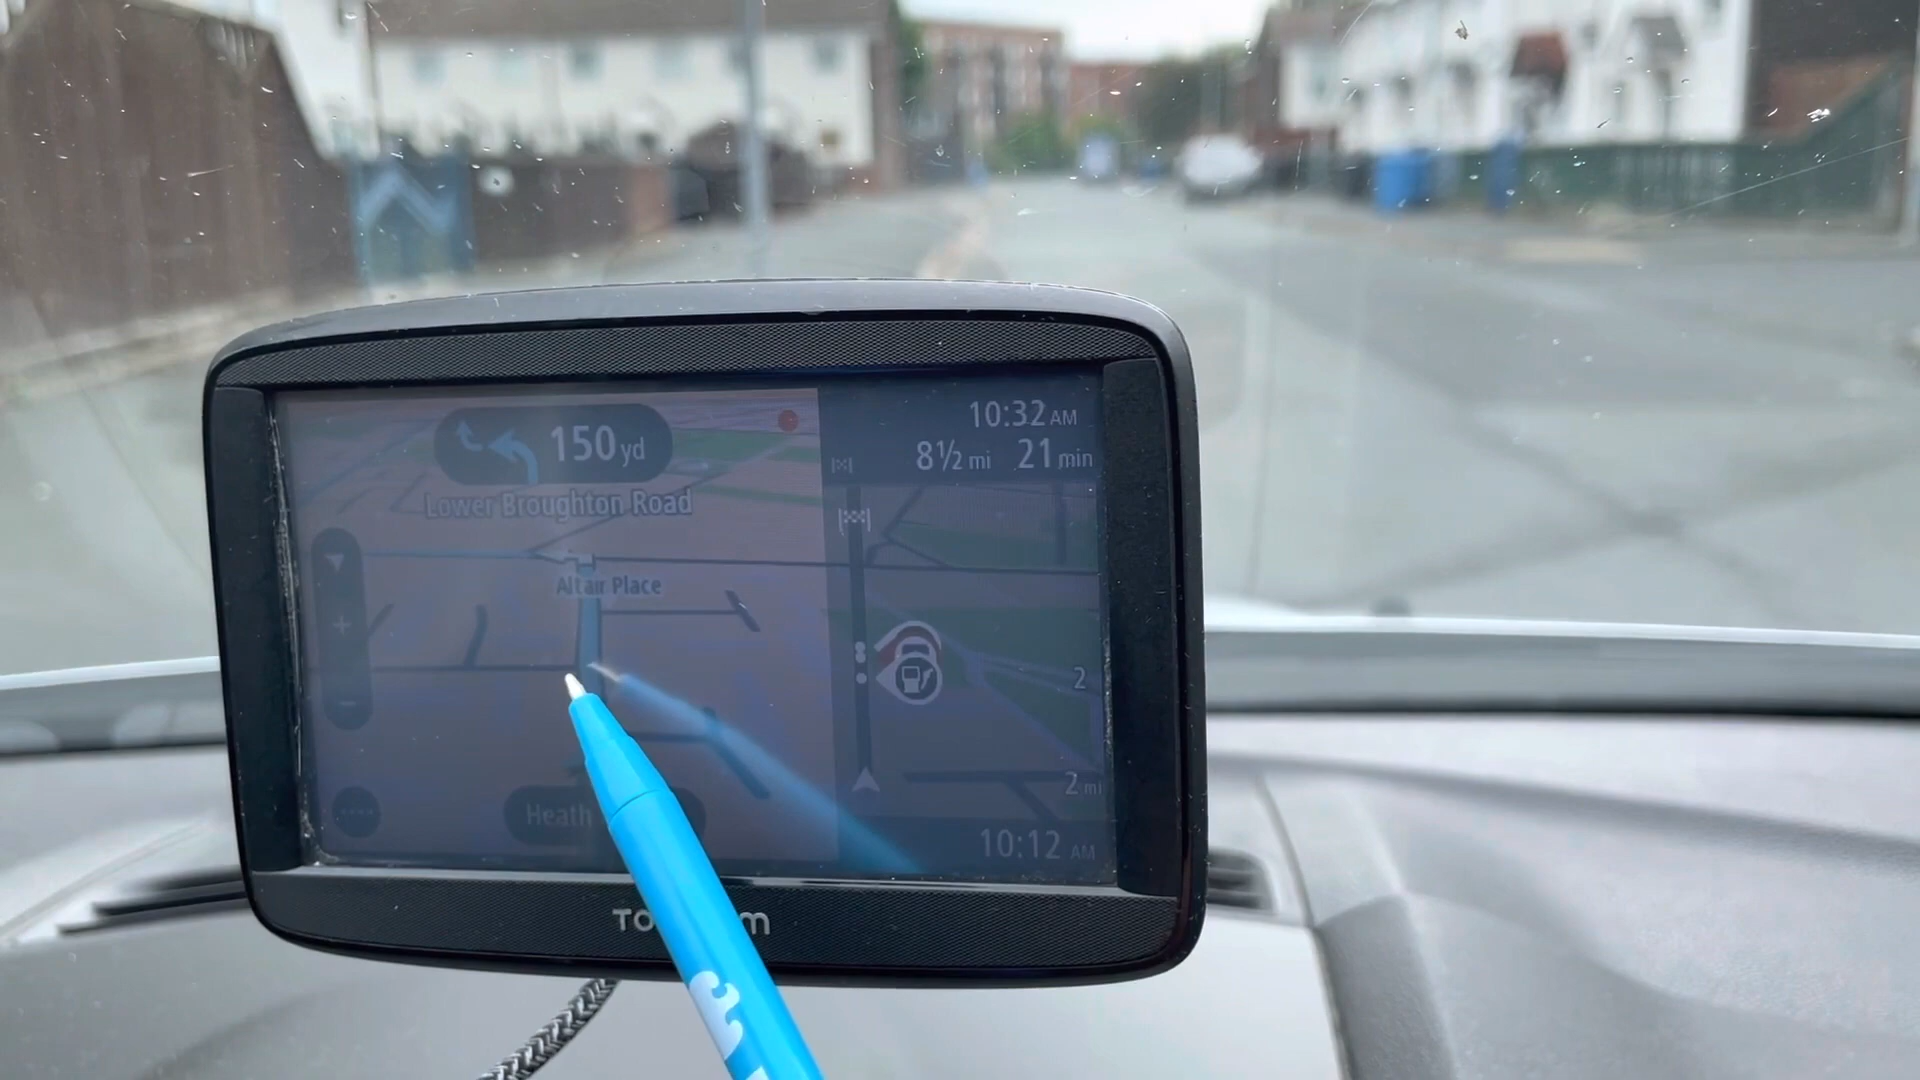 150 yd
Lower Broughton Road
Altair Place
Heath
10:32 AM
8½ mi 21 min
2
2 mi
10:12 AM